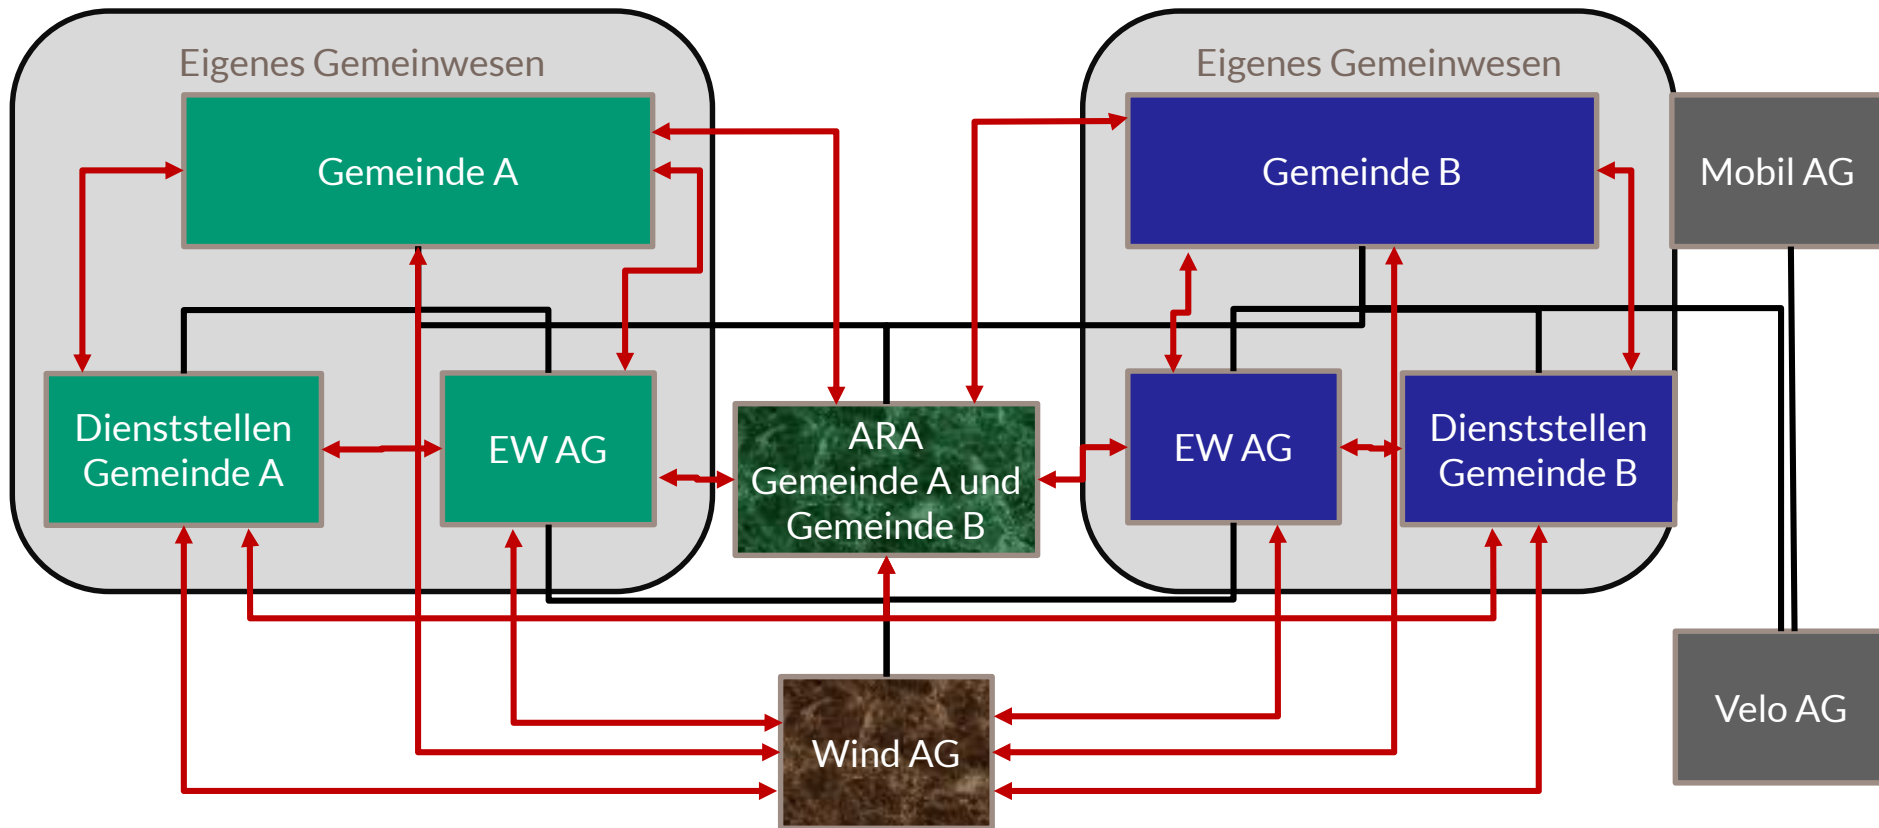 Eigenes Gemeinwesen
Gemeinde A
Dienststellen
Gemeinde A
EW AG
ARA
Gemeinde A und
Gemeinde B
Eigenes Gemeinwesen
Gemeinde B
EW AG
Dienststellen
Gemeinde B
Mobil AG
Velo AG
Wind AG